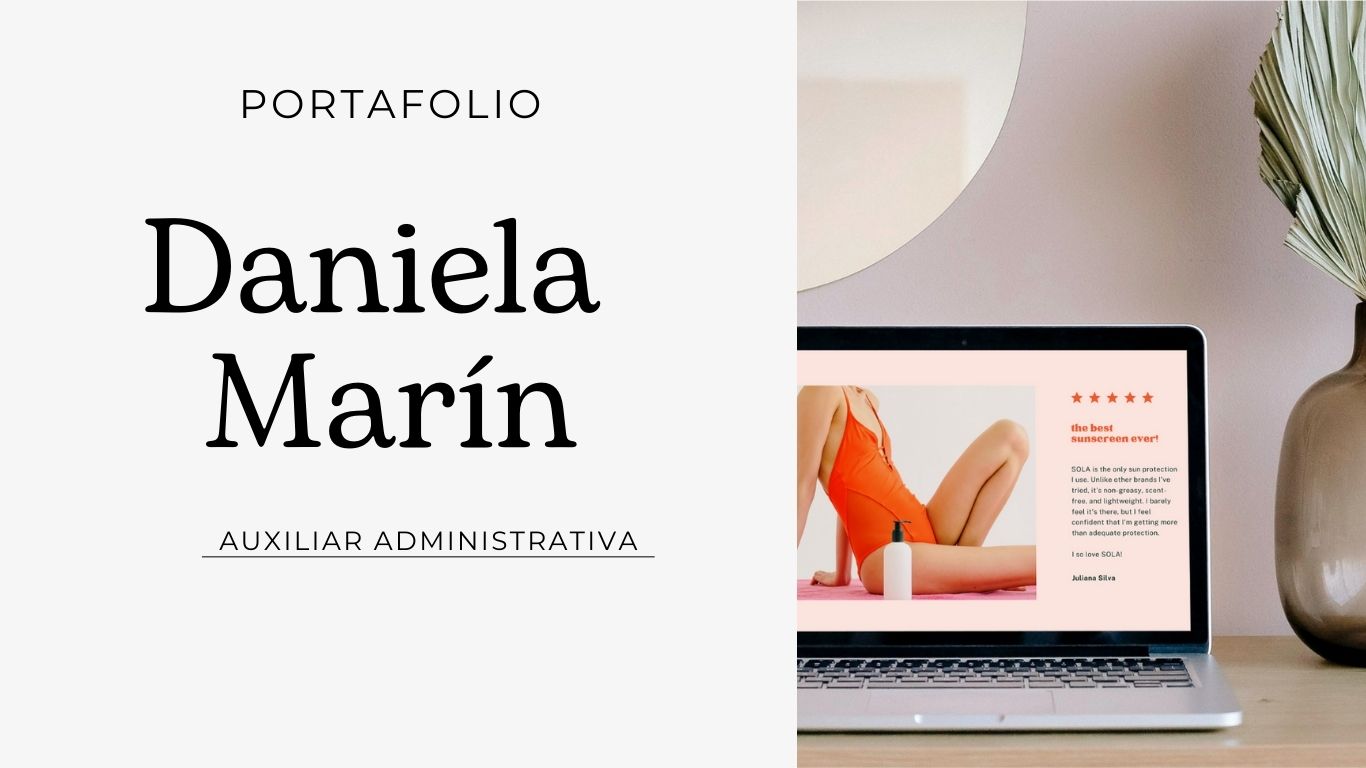 PORTAFOLIO
Daniela
Marín
AUXILIAR ADMINISTRATIVA
★★★★★
the best
sunscreen ever!
SOLA is the only sun protection
I use. Unlike other brands I've
tried, it's non-greasy, scent-
free, and lightweight. I barely
feel it's there, but I feel
confident that I'm getting more
than adequate protection.
I so love SOLA!
Juliana Silva